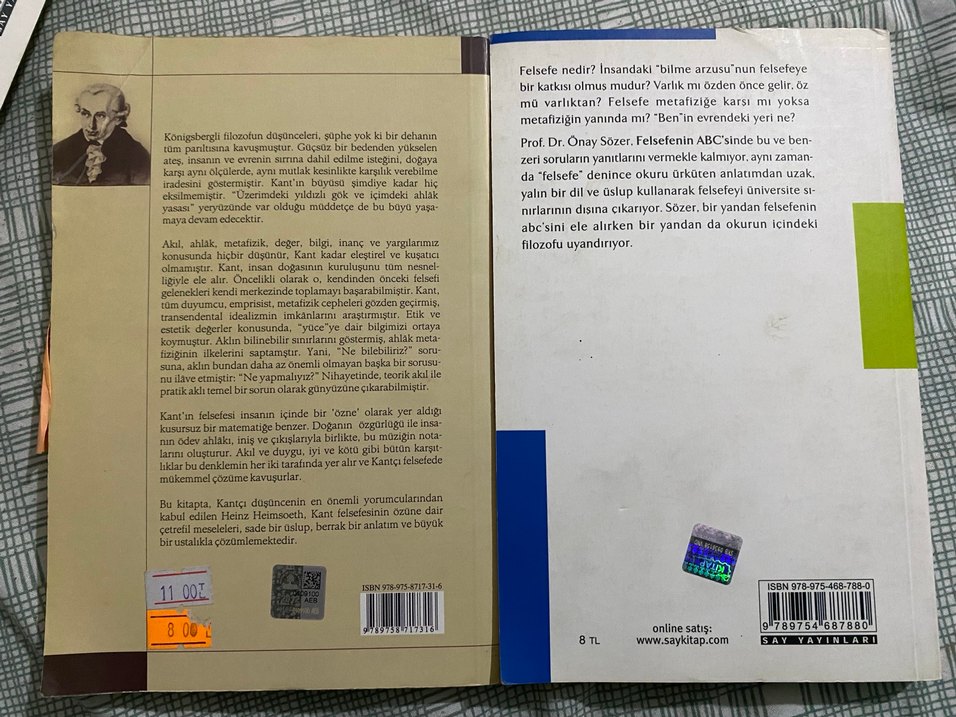 Königsbergli filozofun düşünceleri, şüphe yok ki bir dehanın
tüm parıltısına kavuşmuştur. Güçsüz bir bedenden yükselen
ateş, insanın ve evrenin sırrına dahil edilme isteğini, doğaya
karşı aynı ölçülerde, aynı mutlak kesinlikte karşılık verebilme
iradesini göstermiştir. Kant'ın büyüsü şimdiye kadar hiç
eksilmemiştir. "Üzerimdeki yıldızlı gök ve içimdeki ahlâk
yasası" yeryüzünde var olduğu müddetçe de bu büyü yaşa-
maya devam edecektir.
Akıl, ahlâk, metafizik, değer, bilgi, inanç ve yargılarımız
konusunda hiçbir düşünür, Kant kadar eleştirel ve kuşatıcı
olmamıştır. Kant, insan doğasının kuruluşunu tüm nesnel-
liğiyle ele alır. Öncelikli olarak o, kendinden önceki felsefi
gelenekleri kendi merkezinde toplamayı başarabilmiştir. Kant,
tüm duyumcu, emprisist, metafizik cepheleri gözden geçirmiş,
transendental idealizmin imkânlarını araştırmıştır. Etik ve
estetik değerler konusunda, "yüce"ye dair bilgimizi ortaya
koymuştur. Aklın bilinebilir sınırlarını göstermiş, ahlâk meta-
fiziğinin ilkelerini saptamıştır. Yani, "Ne bilebiliriz?" soru-
suna, aklın bundan daha az önemli olmayan başka bir sorusu-
nu ilâve etmiştir: "Ne yapmalıyız?" Nihayetinde, teorik akıl ile
pratik aklı temel bir sorun olarak günyüzüne çıkarabilmiştir.
Kant'ın felsefesi insanın içinde bir 'özne' olarak yer aldığı
kusursuz bir matematiğe benzer. Doğanın özgürlüğü ile insa-
nın ödev ahlâkı, iniş ve çıkışlarıyla birlikte, bu müziğin nota-
larını oluşturur. Akıl ve duygu, iyi ve kötü gibi bütün karşıt-
lıklar bu denklemin her iki tarafında yer alır ve Kantçı felsefede
mükemmel çözüme kavuşurlar.
Bu kitapta, Kantçı düşüncenin en önemli yorumcularından
kabul edilen Heinz Heimsoeth, Kant felsefesinin özüne dair
çetrefil meseleleri, sade bir üslup, berrak bir anlatım ve büyük
bir ustalıkla çözümlemektedir.
11 00
8 00
AEB
ISBN 978-975-8717-31-6
9789758717316
Felsefe nedir? İnsandaki "bilme arzusu"nun felsefeye
bir katkısı olmuş mudur? Varlık mı özden önce gelir, öz
mü varlıktan? Felsefe metafiziğe karşı mı yoksa
metafiziğin yanında mı? "Ben"in evrendeki yeri ne?
Prof. Dr. Önay Sözer, Felsefenin ABC'sinde bu ve ben-
zeri soruların yanıtlarını vermekle kalmıyor, aynı zaman-
da "felsefe" denince okuru ürküten anlatımdan uzak,
yalın bir dil ve üslup kullanarak felsefeyi üniversite sı-
nırlarının dışına çıkarıyor. Sözer, bir yandan felsefenin
abc'sini ele alırken bir yandan da okurun içindeki
filozofu uyandırıyor.
8 TL
online satış:
www.saykitap.com
ISBN 978-975-468-788-0
9 789754 687880
SAY YAYINLARI